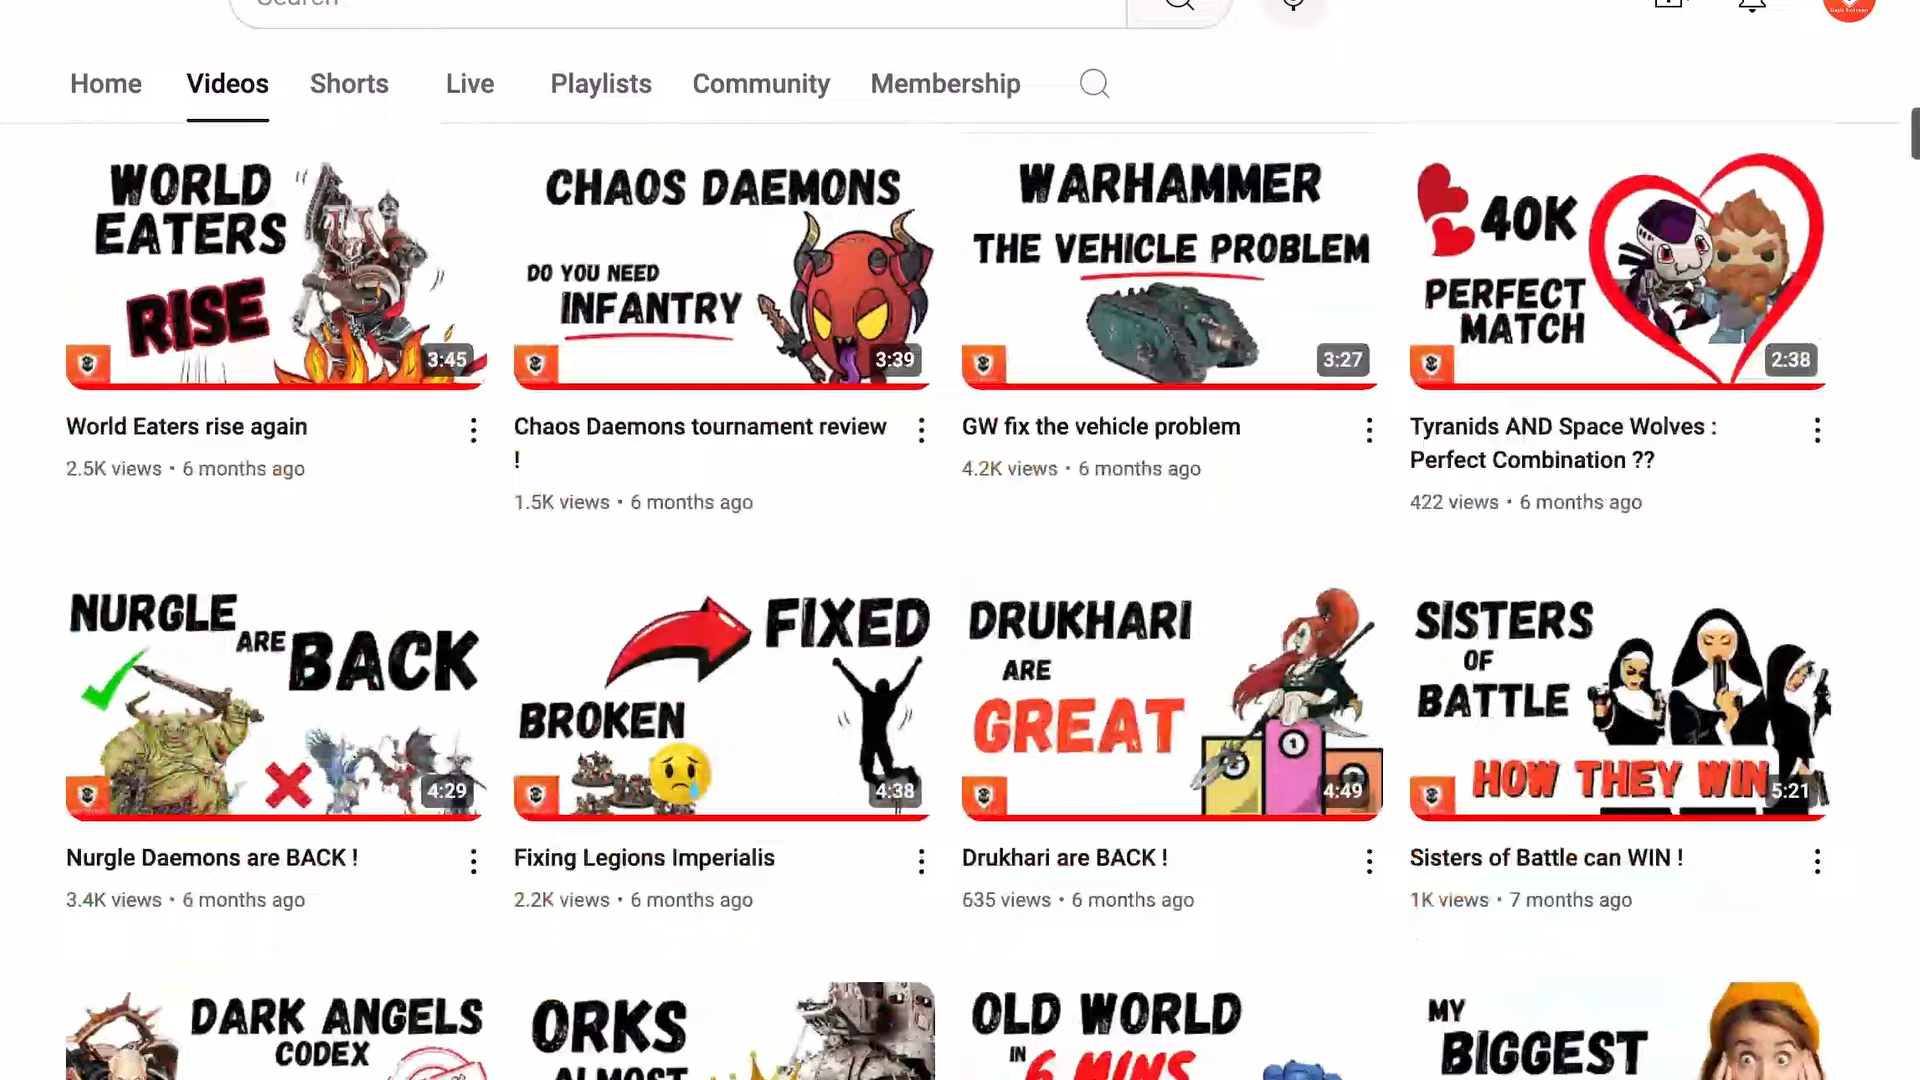 Search
Home
Videos
Shorts
Live
Playlists
Community
Membership
WORLD
EATERS
RISE
3:45
CHAOS DAEMONS
DO YOU NEED
INFANTRY
3:39
WARHAMMER
THE VEHICLE PROBLEM
3:27
40K
PERFECT
MATCH
2:38
World Eaters rise again
2.5K views • 6 months ago
Chaos Daemons tournament review
!
1.5K views • 6 months ago
GW fix the vehicle problem
4.2K views • 6 months ago
Tyranids AND Space Wolves :
Perfect Combination ??
422 views • 6 months ago
NURGLE
ARE
BACK
4:29
FIXED
BROKEN
4:38
DRUKHARI
ARE
GREAT
1
2
4:49
SISTERS
OF
BATTLE
HOW THEY WIN
5:21
Nurgle Daemons are BACK !
3.4K views • 6 months ago
Fixing Legions Imperialis
2.2K views • 6 months ago
Drukhari are BACK !
635 views • 6 months ago
Sisters of Battle can WIN !
1K views • 7 months ago
DARK ANGELS
CODEX
ORKS
ALMOST
OLD WORLD
IN
6 MINS
MY
BIGGEST